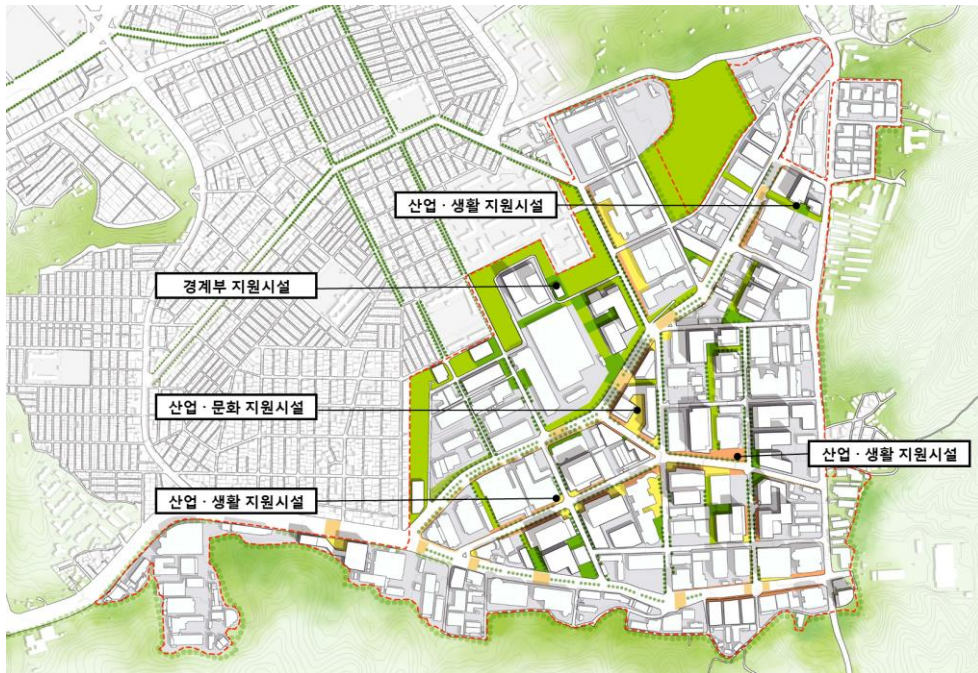 산업 · 생활 지원시설
경계부 지원시설
산업 · 문화 지원시설
산업 · 생활 지원시설
산업 · 생활 지원시설